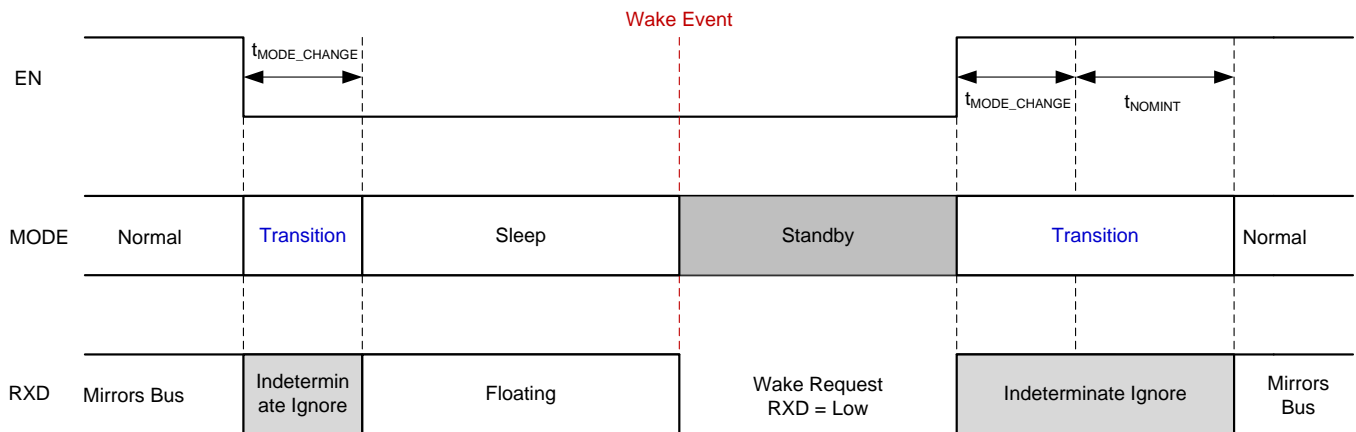 Wake Event
tMODE_CHANGE
EN
tMODE_CHANGE
tNOMINT
MODE
Normal
Transition
Sleep
Standby
Transition
Normal
RXD
Mirrors Bus
Indetermin
ate Ignore
Floating
Wake Request
RXD = Low
Indeterminate Ignore
Mirrors
Bus